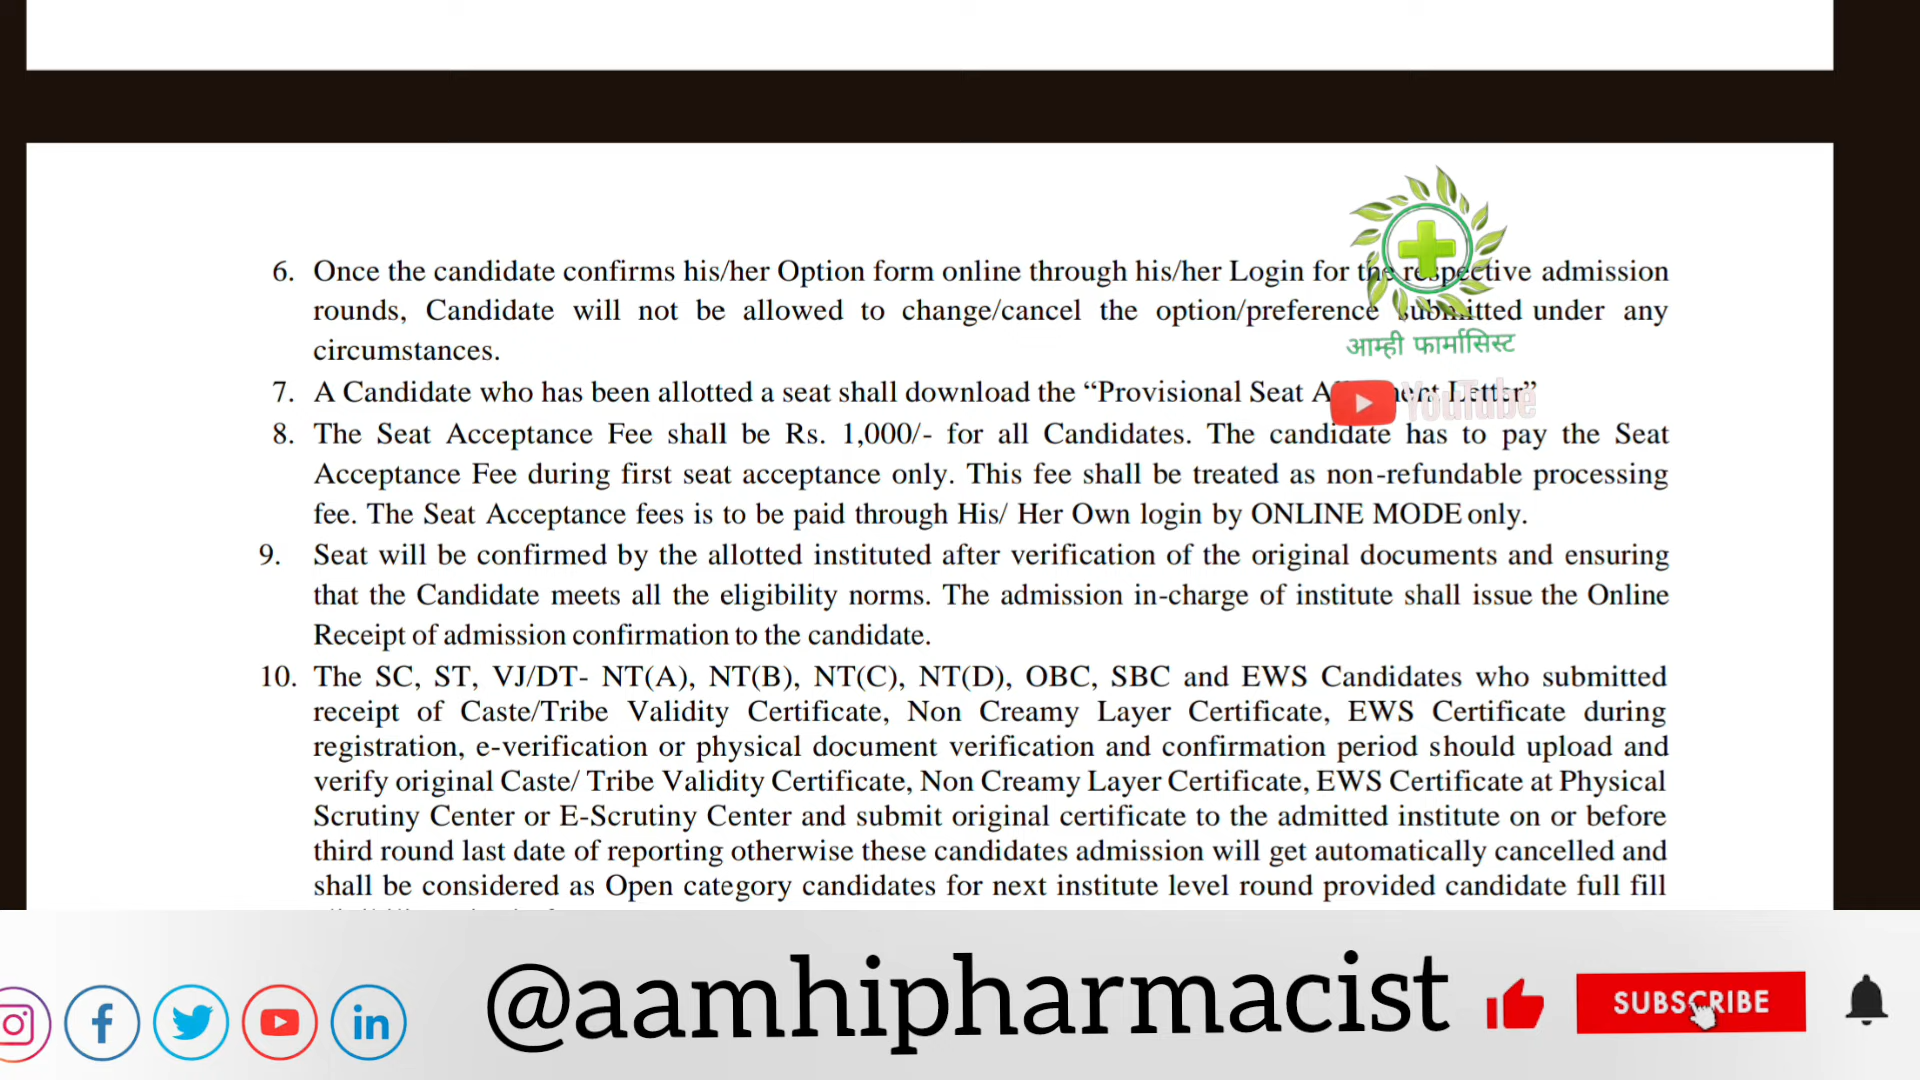 6. Once the candidate confirms his/her Option form online through his/her Login for the respective admission
rounds, Candidate will not be allowed to change/cancel the option/preference submitted under any
circumstances.
आम्ही फार्मासिस्ट
7. A Candidate who has been allotted a seat shall download the “Provisional Seat Letter”
YouTube
8. The Seat Acceptance Fee shall be Rs. 1,000/- for all Candidates. The candidate has to pay the Seat
Acceptance Fee during first seat acceptance only. This fee shall be treated as non-refundable processing
fee. The Seat Acceptance fees is to be paid through His/ Her Own login by ONLINE MODE only.
9. Seat will be confirmed by the allotted instituted after verification of the original documents and ensuring
that the Candidate meets all the eligibility norms. The admission in-charge of institute shall issue the Online
Receipt of admission confirmation to the candidate.
10. The SC, ST, VJ/DT- NT(A), NT(B), NT(C), NT(D), OBC, SBC and EWS Candidates who submitted
receipt of Caste/Tribe Validity Certificate, Non Creamy Layer Certificate, EWS Certificate during
registration, e-verification or physical document verification and confirmation period should upload and
verify original Caste/ Tribe Validity Certificate, Non Creamy Layer Certificate, EWS Certificate at Physical
Scrutiny Center or E-Scrutiny Center and submit original certificate to the admitted institute on or before
third round last date of reporting otherwise these candidates admission will get automatically cancelled and
shall be considered as Open category candidates for next institute level round provided candidate full fill
@aamhipharmacist
SUBSCRIBE